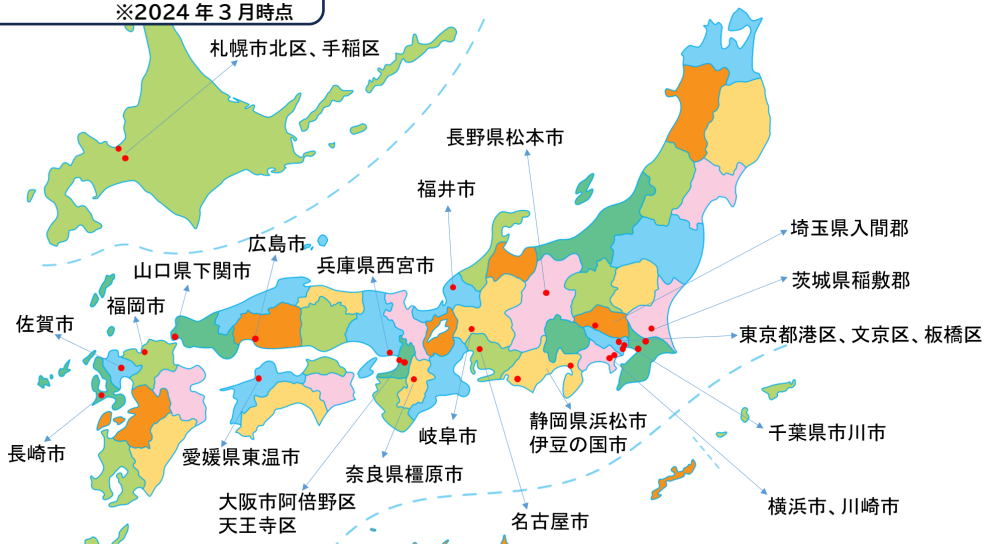 ※2024年3月時点
札幌市北区、手稲区
長野県松本市
福井市
埼玉県入間郡
広島市
兵庫県西宮市
山口県下関市
茨城県稲敷郡
福岡市
佐賀市
東京都港区、文京区、板橋区
静岡県浜松市
伊豆の国市
千葉県市川市
岐阜市
長崎市
愛媛県東温市
奈良県橿原市
大阪市阿倍野区
天王寺区
横浜市、川崎市
名古屋市